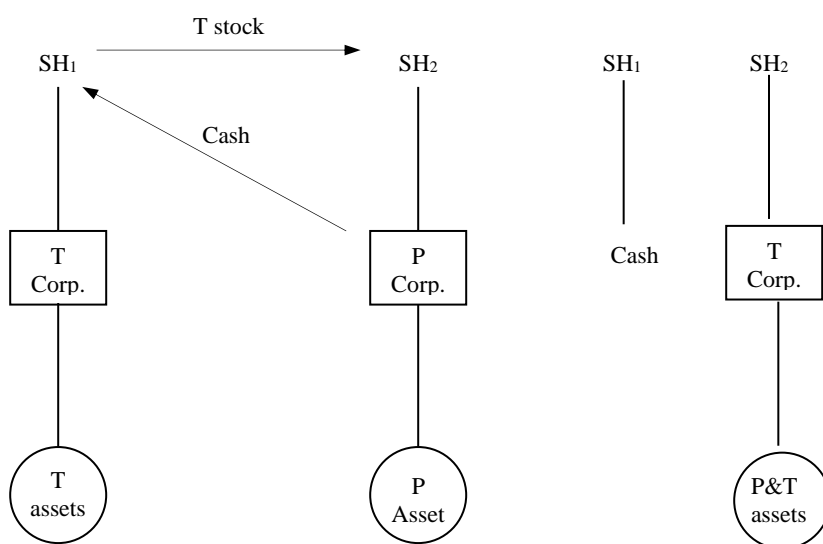 T stock
SH1
SH2
SH1
SH2
Cash
T
Corp.
P
Corp.
Cash
T
Corp.
T
assets
P
Asset
P&T
assets